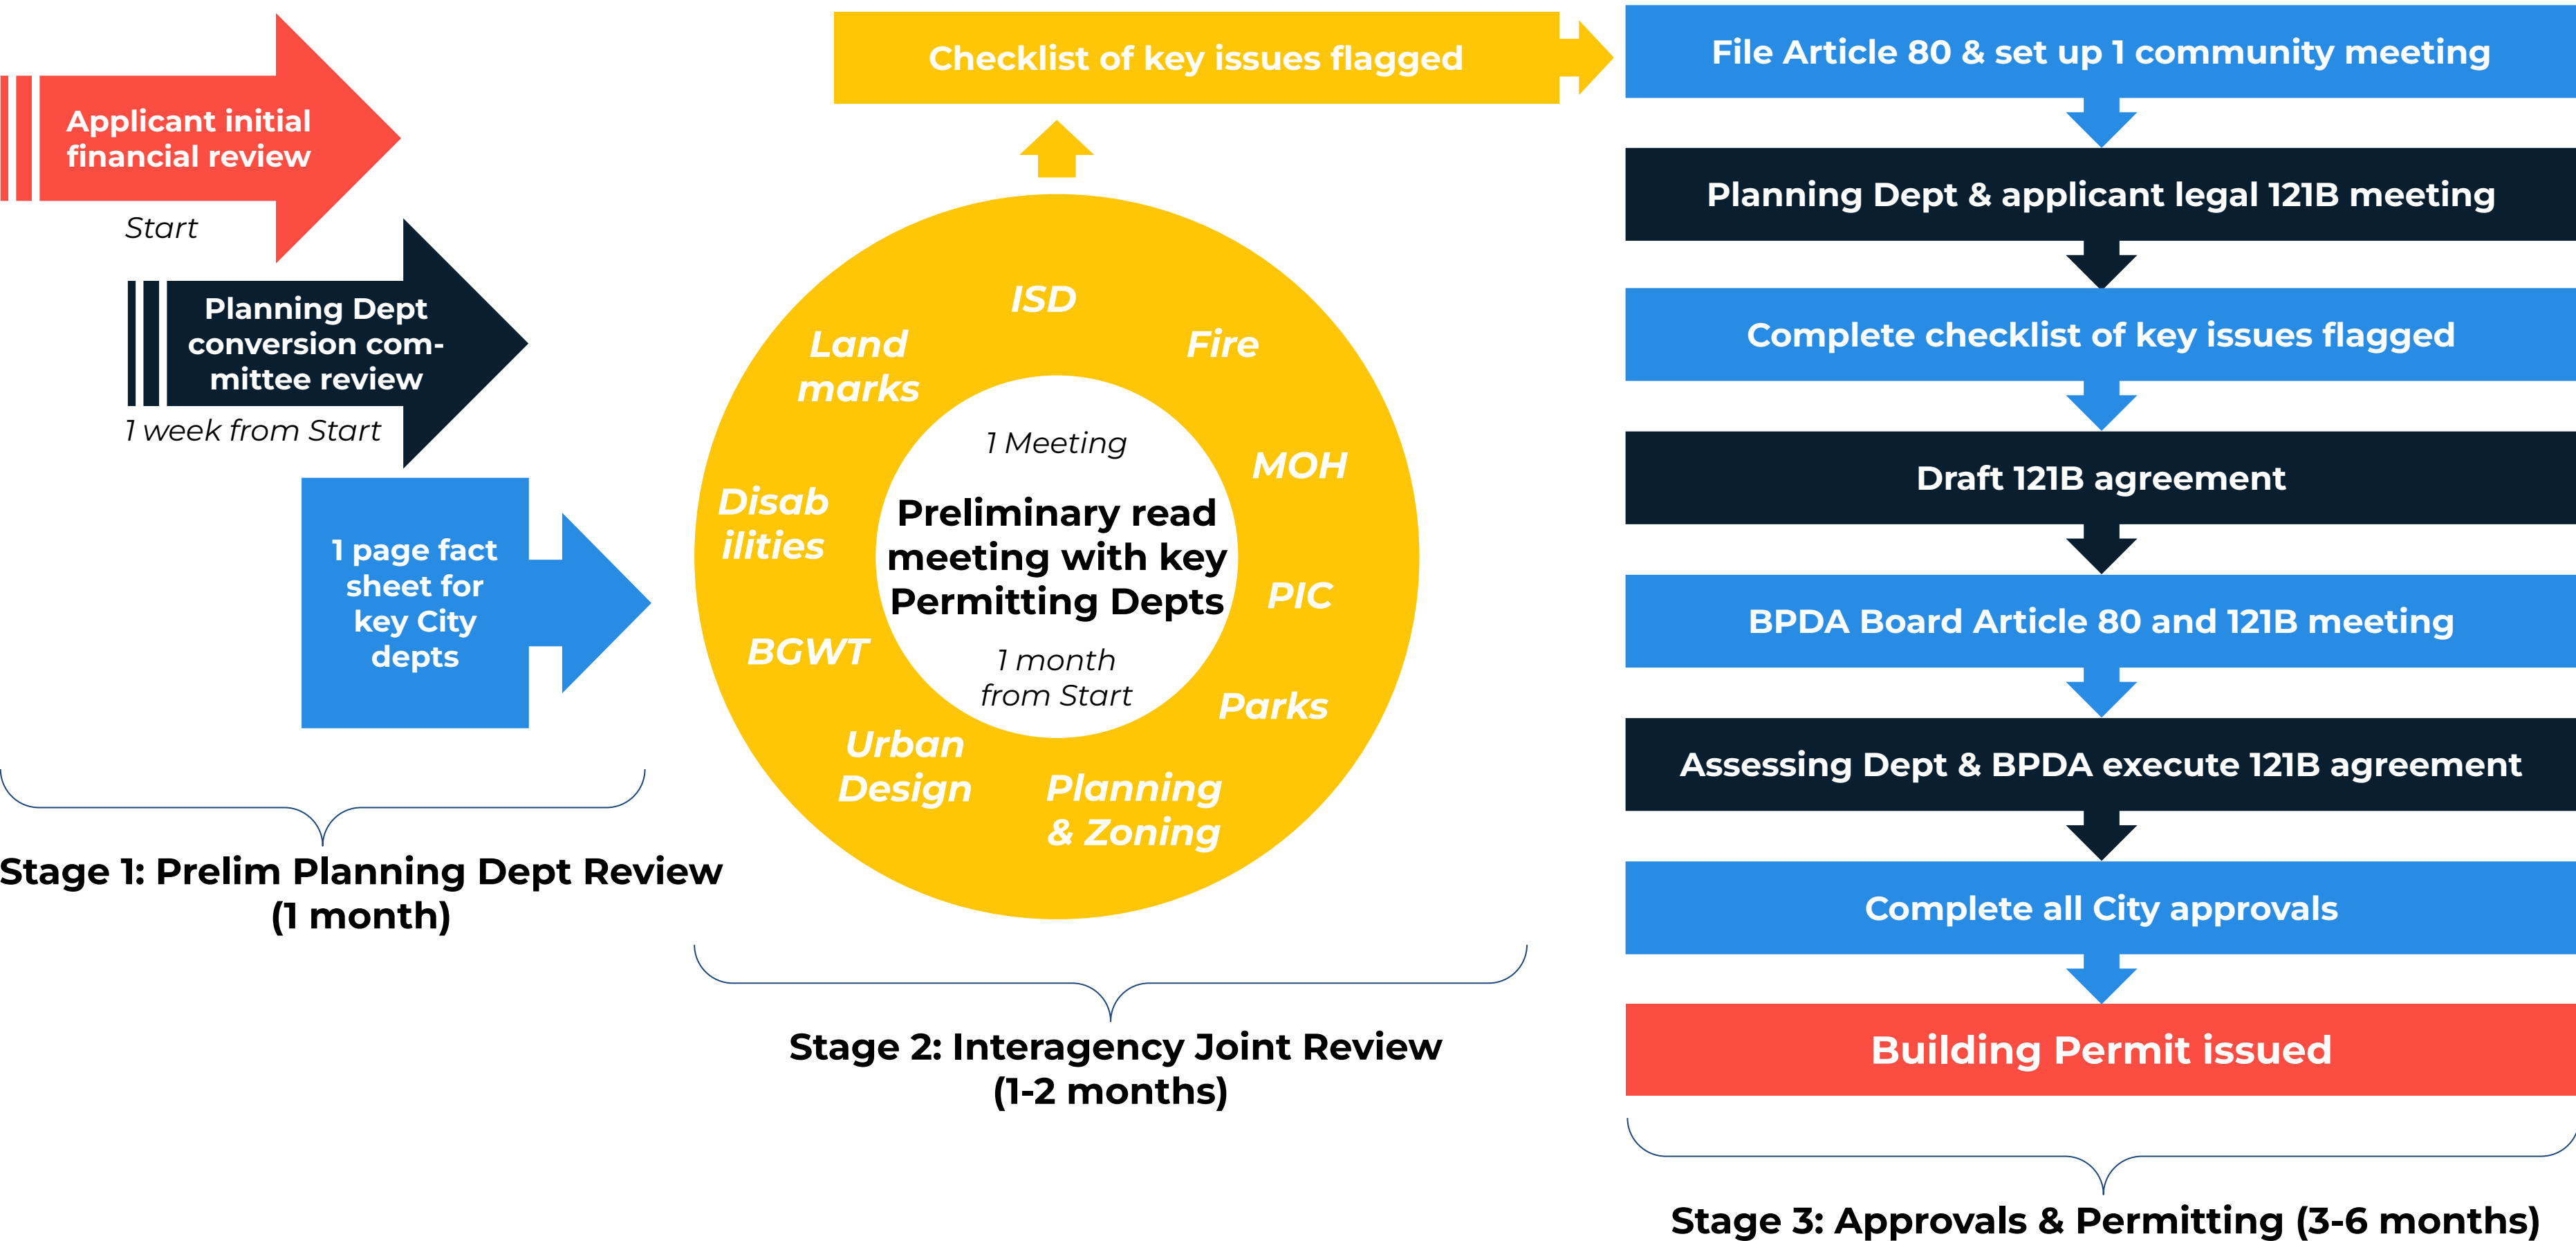 Applicant initial
financial review
Start
Planning Dept
conversion com-
mittee review
1 week from Start
1 page fact
sheet for
key City
depts
Stage 1: Prelim Planning Dept Review
(1 month)
Checklist of key issues flagged
ISD
Fire
MOH
PIC
Parks
Planning
& Zoning
Urban
Design
BGWT
Disab
ilities
Land
marks
1 Meeting
Preliminary read
meeting with key
Permitting Depts
1 month
from Start
Stage 2: Interagency Joint Review
(1-2 months)
File Article 80 & set up 1 community meeting
Planning Dept & applicant legal 121B meeting
Complete checklist of key issues flagged
Draft 121B agreement
BPDA Board Article 80 and 121B meeting
Assessing Dept & BPDA execute 121B agreement
Complete all City approvals
Building Permit issued
Stage 3: Approvals & Permitting (3-6 months)